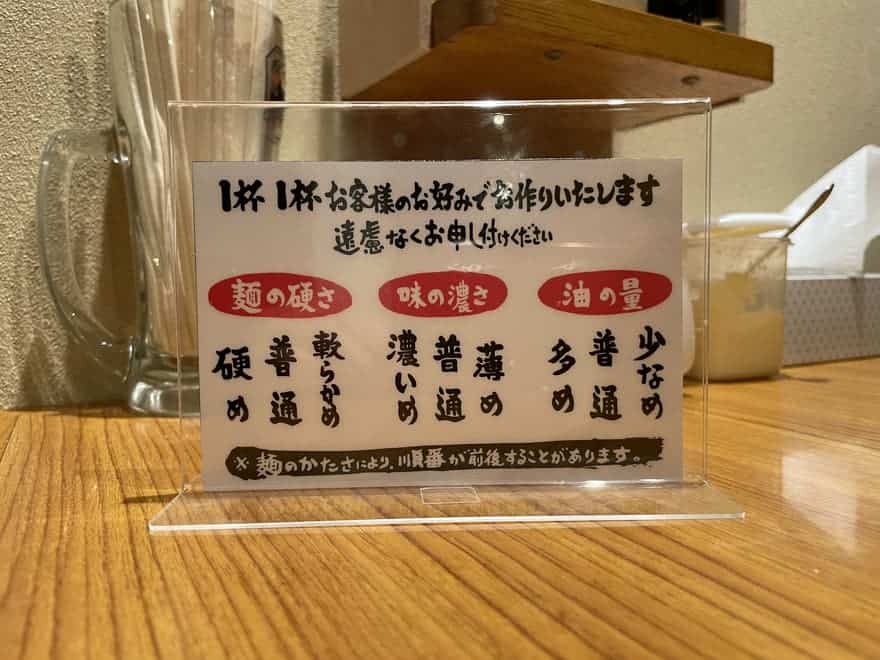 1杯1杯お客様のお好みでお作りいたします
遠慮なくお申し付けください
麺の硬さ
軟らかめ
普通
硬め
味の濃さ
薄め
普通
濃いめ
油の量
少なめ
普通
多め
※麺のかたさにより、順番が前後することがあります。